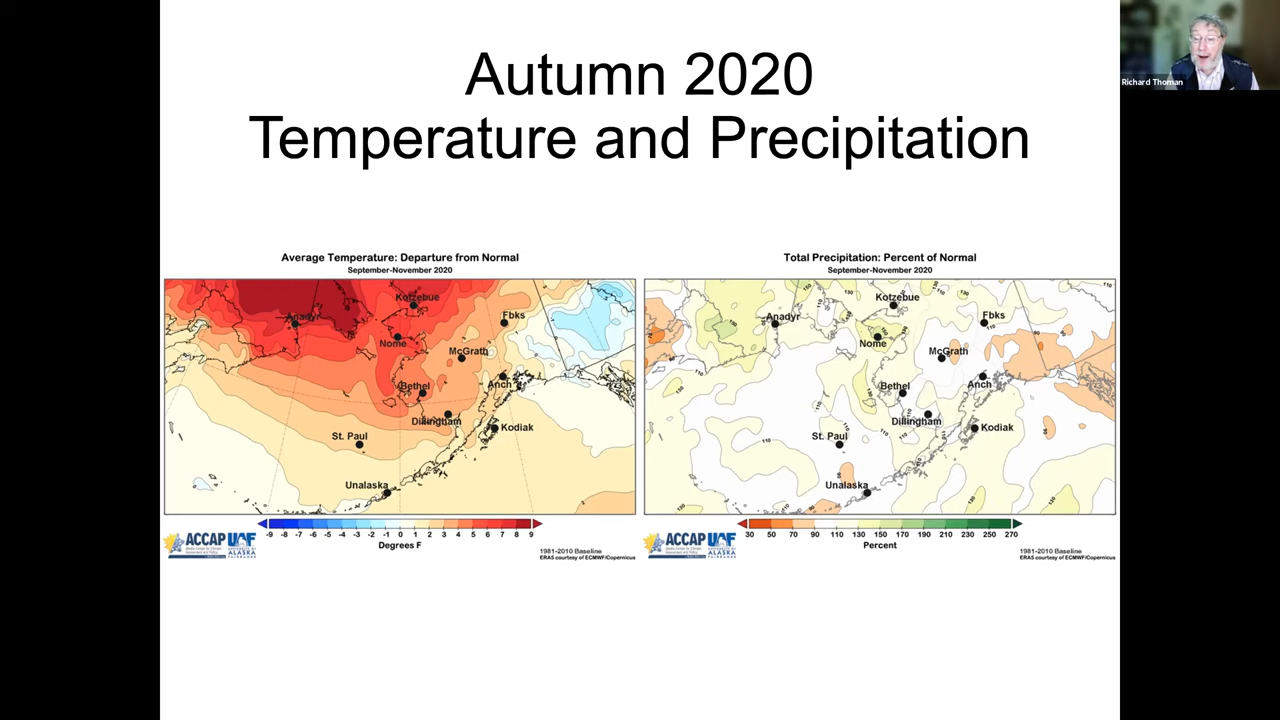 Autumn 2020
Temperature and Precipitation
Richard Thoman
Average Temperature: Departure from Normal
September-November 2020
Kotzebue
Anadyr
Fbks
Nome
McGrath
Bethel
Anch
Dillingham
Kodiak
St. Paul
Unalaska
-9 -8 -7 -6 -5 -4 -3 -2 -1 0 1 2 3 4 5 6 7 8 9
Degrees F
ACCAP UAF
1981-2010 Baseline
ERA5 courtesy of ECMWF/Copernicus
Total Precipitation: Percent of Normal
September-November 2020
Kotzebue
Anadyr
Fbks
Nome
McGrath
Bethel
Anch
Dillingham
Kodiak
St. Paul
Unalaska
30 50 70 90 110 130 150 170 190 210 230 250 270
Percent
ACCAP UAF
1981-2010 Baseline
ERA5 courtesy of ECMWF/Copernicus